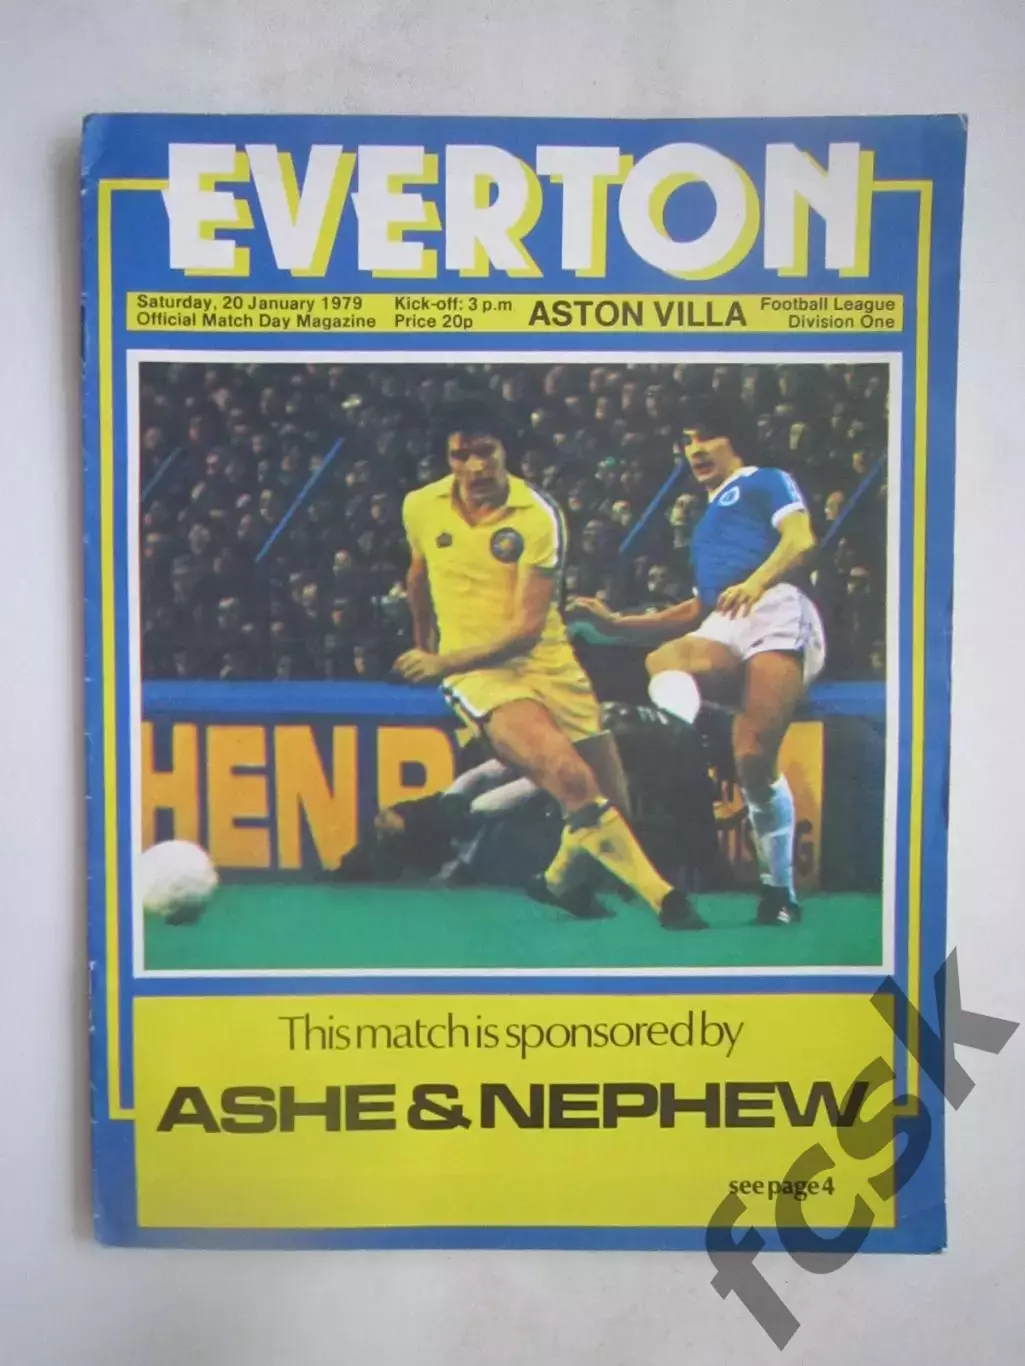 EVERTON
Saturday, 20 January 1979
Official Match Day Magazine
Kick-off: 3 p.m
Price 20p
ASTON VILLA
Football League
Division One
HEN
This match is sponsored by
ASHE & NEPHEW
see page 4
fcsk